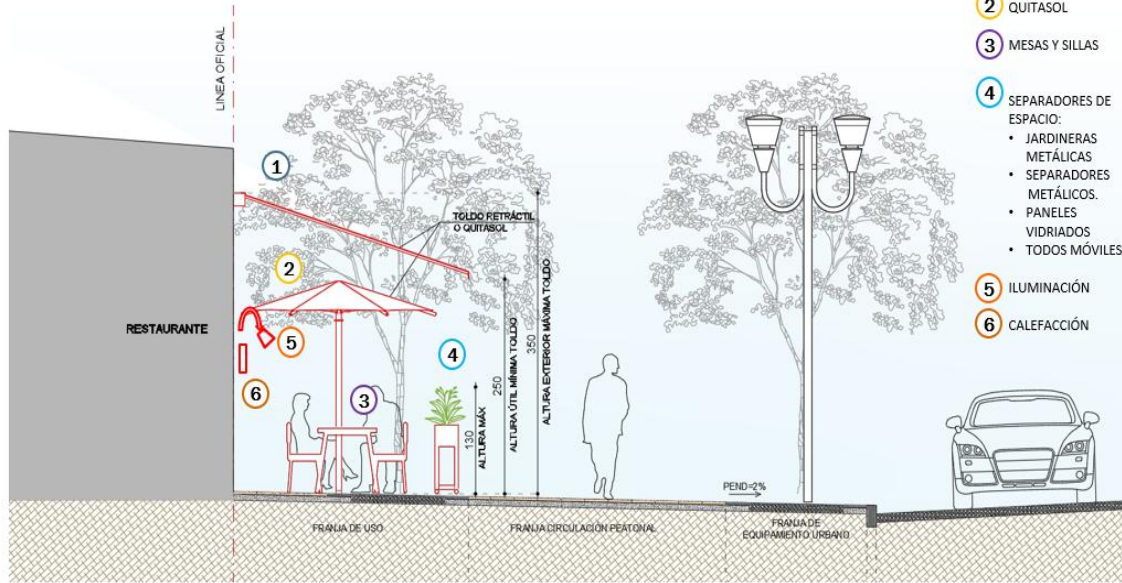 2 QUITASOL
3 MESAS Y SILLAS
4 SEPARADORES DE
ESPACIO:
• JARDINERAS
METÁLICAS
• SEPARADORES
METÁLICOS.
• PANELES
VIDRIADOS
• TODOS MÓVILES
5 ILUMINACIÓN
6 CALEFACCIÓN
LINEA OFICIAL
1
TOLDO RETRÁCTIL
O QUITASOL
2
RESTAURANTE
5
4
6
3
130
ALTURA MÁX
250
ALTURA ÚTIL MÍNIMA TOLDO
350
ALTURA EXTERIOR MÁXIMA TOLDO
PEND=2%
FRANJA DE USO
FRANJA CIRCULACIÓN PEATONAL
FRANJA DE
EQUIPAMIENTO URBANO